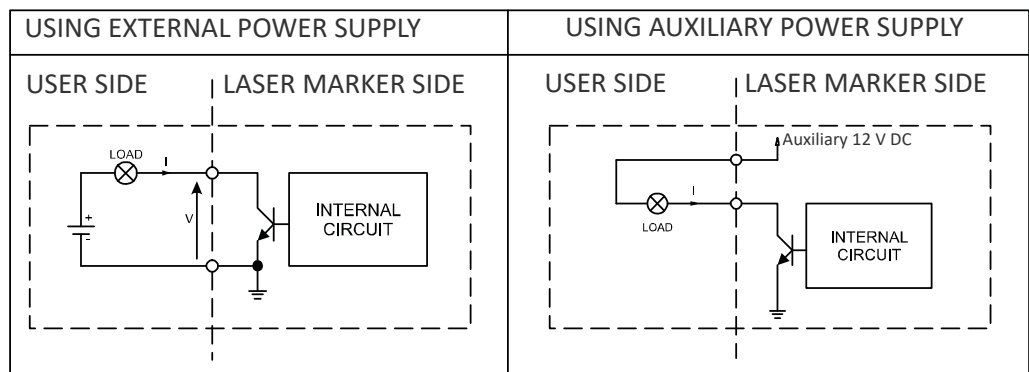 USING EXTERNAL POWER SUPPLY
USER SIDE
LASER MARKER SIDE
LOAD
I
+
-
V
INTERNAL
CIRCUIT
USING AUXILIARY POWER SUPPLY
USER SIDE
LASER MARKER SIDE
Auxiliary 12 V DC
I
LOAD
INTERNAL
CIRCUIT